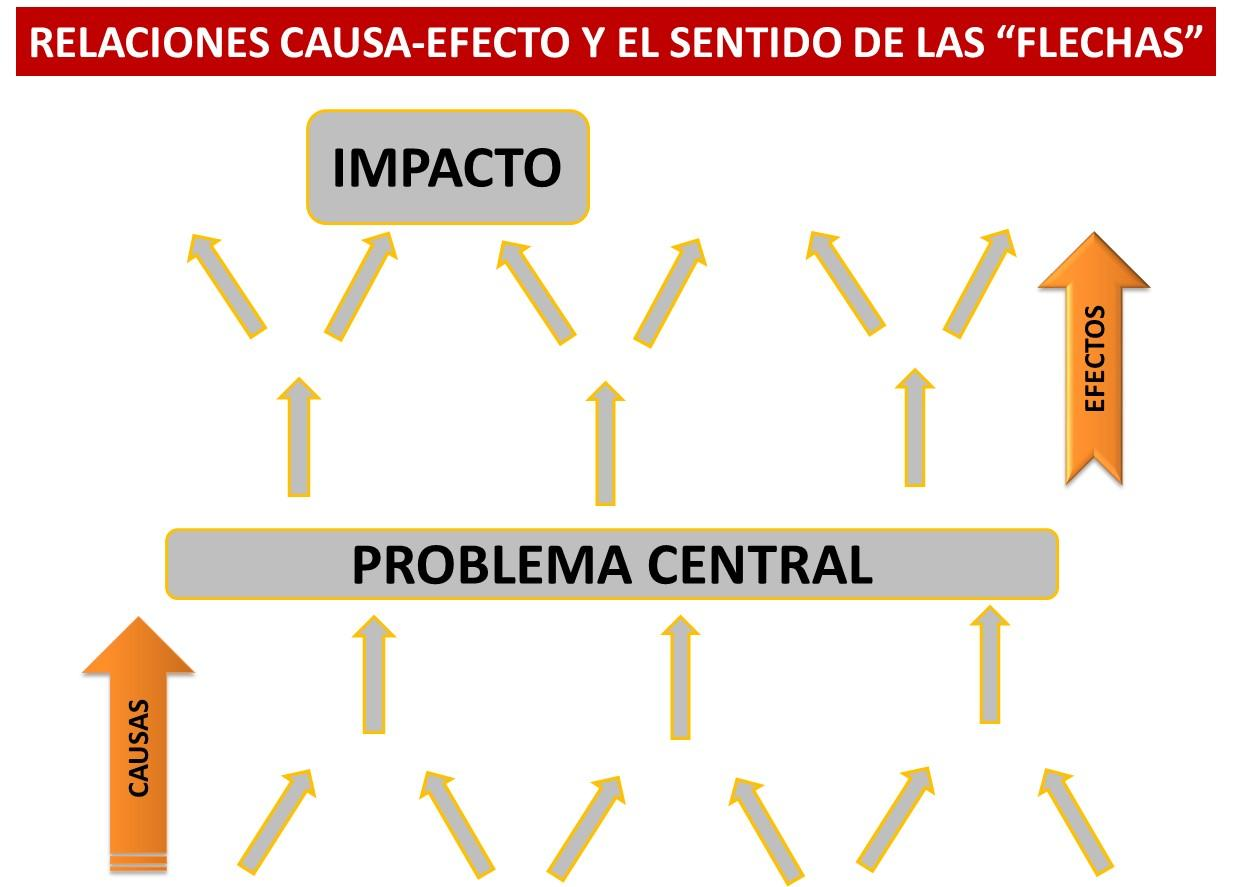 RELACIONES CAUSA-EFECTO Y EL SENTIDO DE LAS “FLECHAS”
IMPACTO
EFECTOS
PROBLEMA CENTRAL
CAUSAS